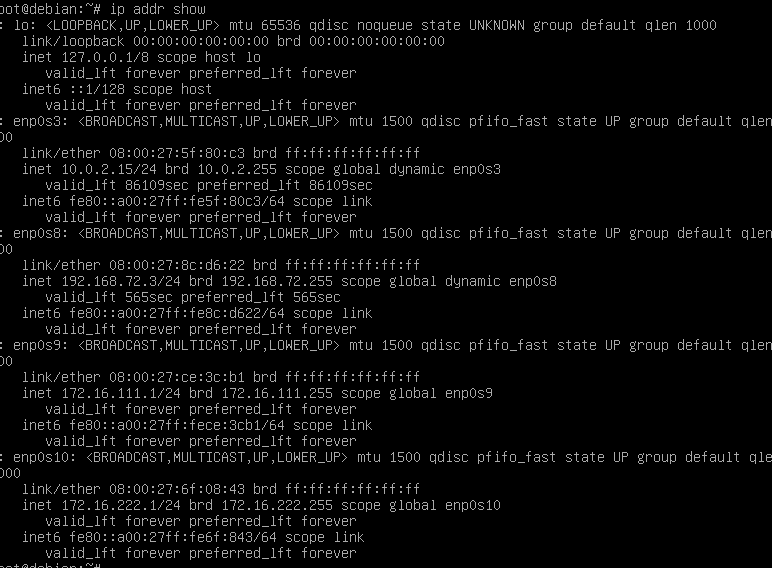 oot@debian:~# ip addr show
: lo: <LOOPBACK,UP,LOWER_UP> mtu 65536 qdisc noqueue state UNKNOWN group default qlen 1000
link/loopback 00:00:00:00:00:00 brd 00:00:00:00:00:00
inet 127.0.0.1/8 scope host lo
valid_lft forever preferred_lft forever
inet6 ::1/128 scope host
valid_lft forever preferred_lft forever
: enp0s3: <BROADCAST,MULTICAST,UP,LOWER_UP> mtu 1500 qdisc pfifo_fast state UP group default qlen
00
link/ether 08:00:27:5f:80:c3 brd ff:ff:ff:ff:ff:ff
inet 10.0.2.15/24 brd 10.0.2.255 scope global dynamic enp0s3
valid_lft 86109sec preferred_lft 86109sec
inet6 fe80::a00:27ff:fe5f:80c3/64 scope link
valid_lft forever preferred_lft forever
: enp0s8: <BROADCAST,MULTICAST,UP,LOWER_UP> mtu 1500 qdisc pfifo_fast state UP group default qlen
00
link/ether 08:00:27:8c:d6:22 brd ff:ff:ff:ff:ff:ff
inet 192.168.72.3/24 brd 192.168.72.255 scope global dynamic enp0s8
valid_lft 565sec preferred_lft 565sec
inet6 fe80::a00:27ff:fe8c:d622/64 scope link
valid_lft forever preferred_lft forever
: enp0s9: <BROADCAST,MULTICAST,UP,LOWER_UP> mtu 1500 qdisc pfifo_fast state UP group default qlen
00
link/ether 08:00:27:ce:3c:b1 brd ff:ff:ff:ff:ff:ff
inet 172.16.111.1/24 brd 172.16.111.255 scope global enp0s9
valid_lft forever preferred_lft forever
inet6 fe80::a00:27ff:fece:3cb1/64 scope link
valid_lft forever preferred_lft forever
: enp0s10: <BROADCAST,MULTICAST,UP,LOWER_UP> mtu 1500 qdisc pfifo_fast state UP group default qle
000
link/ether 08:00:27:6f:08:43 brd ff:ff:ff:ff:ff:ff
inet 172.16.222.1/24 brd 172.16.222.255 scope global enp0s10
valid_lft forever preferred_lft forever
inet6 fe80::a00:27ff:fe6f:843/64 scope link
valid_lft forever preferred_lft forever
oot@debian:~#